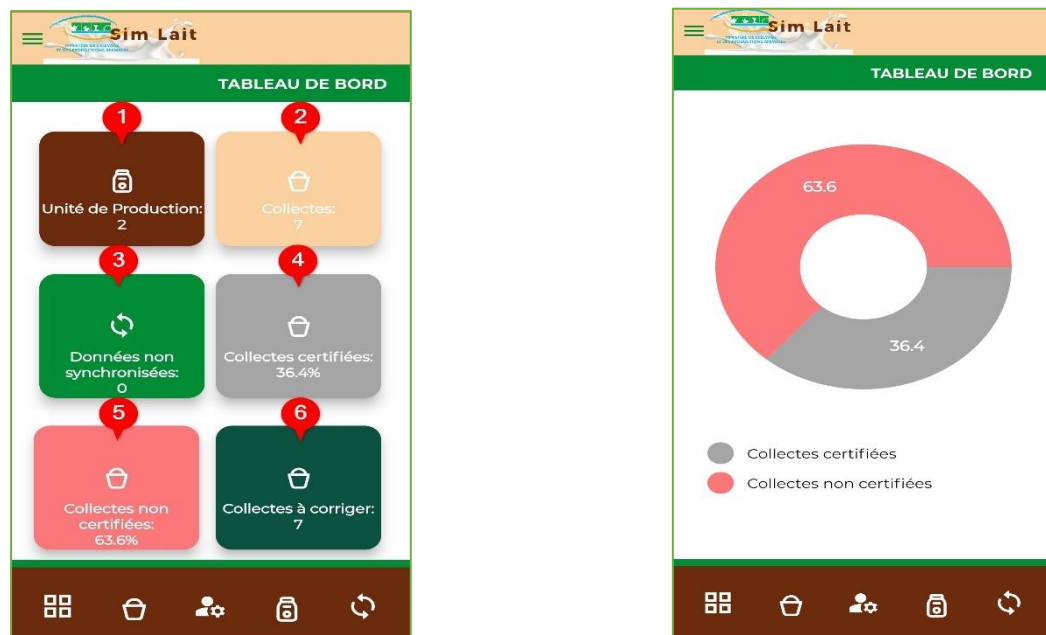 Sim Lait
TABLEAU DE BORD
1
2
Unité de Production:
2
Collectes:
7
3
4
Données non
synchronisées:
0
Collectes certifiées:
36.4%
5
6
Collectes non
certifiées:
63.6%
Collectes à corriger:
7
Sim Lait
TABLEAU DE BORD
63.6
36.4
Collectes certifiées
Collectes non certifiées